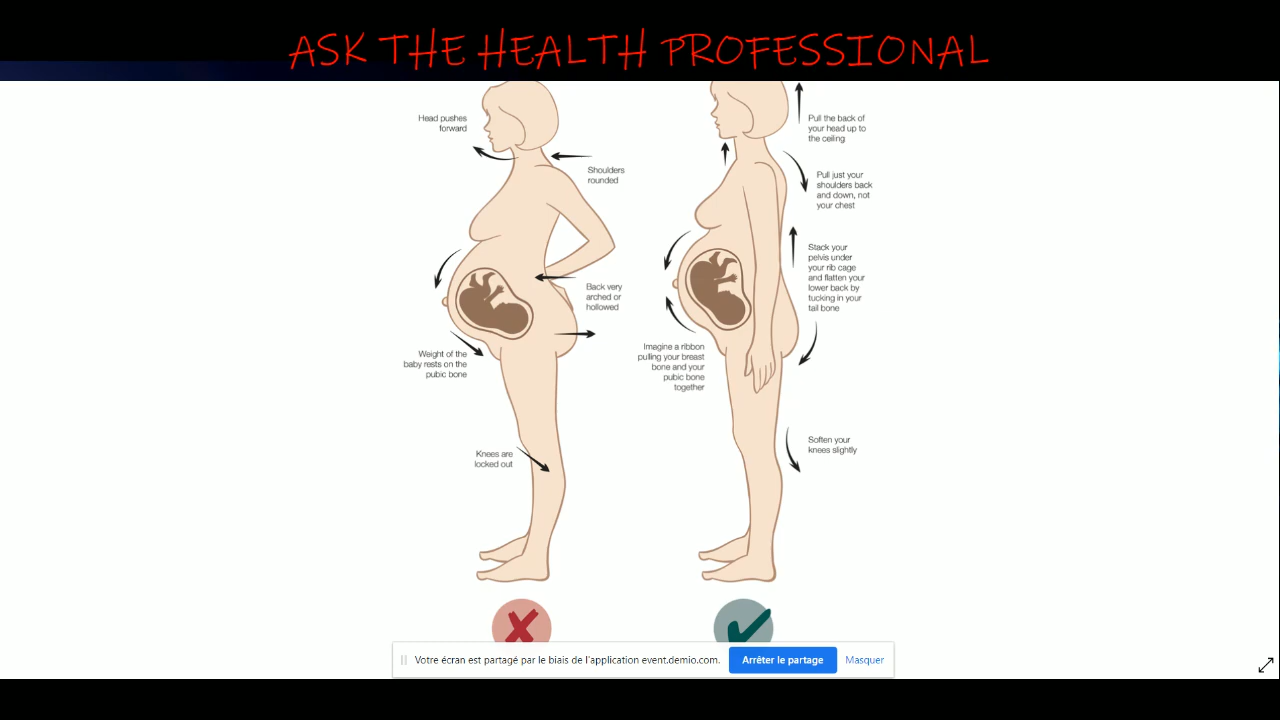 ASK THE HEALTH PROFESSIONAL
Head pushes
forward
Shoulders
rounded
Back very
arched or
hollowed
Weight of the
baby rests on the
pubic bone
Knees are
locked out
Pull the back of
your head up to
the ceiling
Pull just your
shoulders back
and down, not
your chest
Stack your
pelvis under
your rib cage
and flatten your
lower back by
tucking in your
tail bone
Imagine a ribbon
pulling your breast
bone and your
pubic bone
together
Soften your
knees slightly
Votre écran est partagé par le biais de l'application event.demio.com.
Arrêter le partage
Masquer